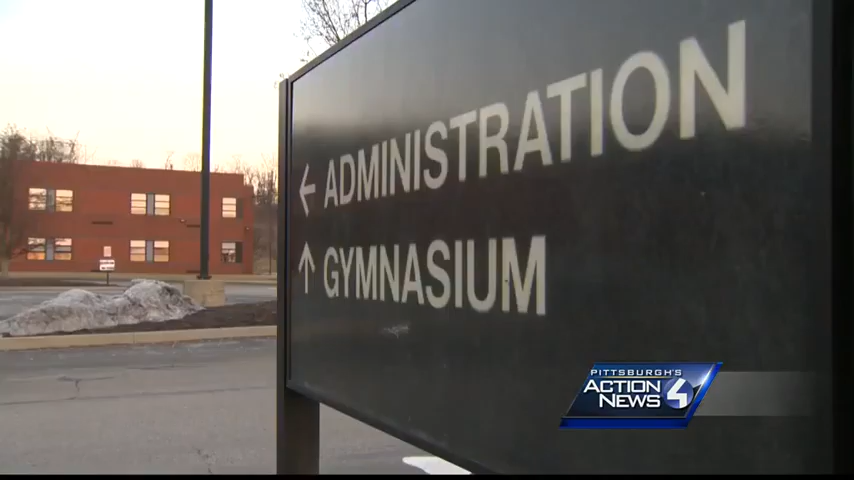 ← ADMINISTRATION
↑ GYMNASIUM
PITTSBURGH'S
ACTION 4
NEWS